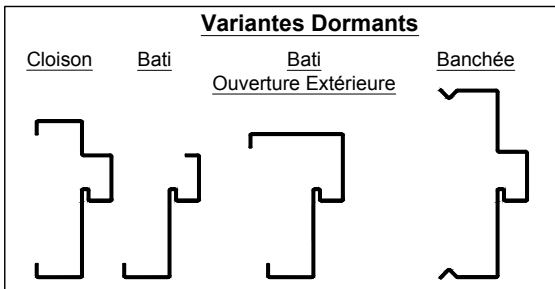 Variantes Dormants
Cloison
Bati
Bati
Ouverture Extérieure
Banchée